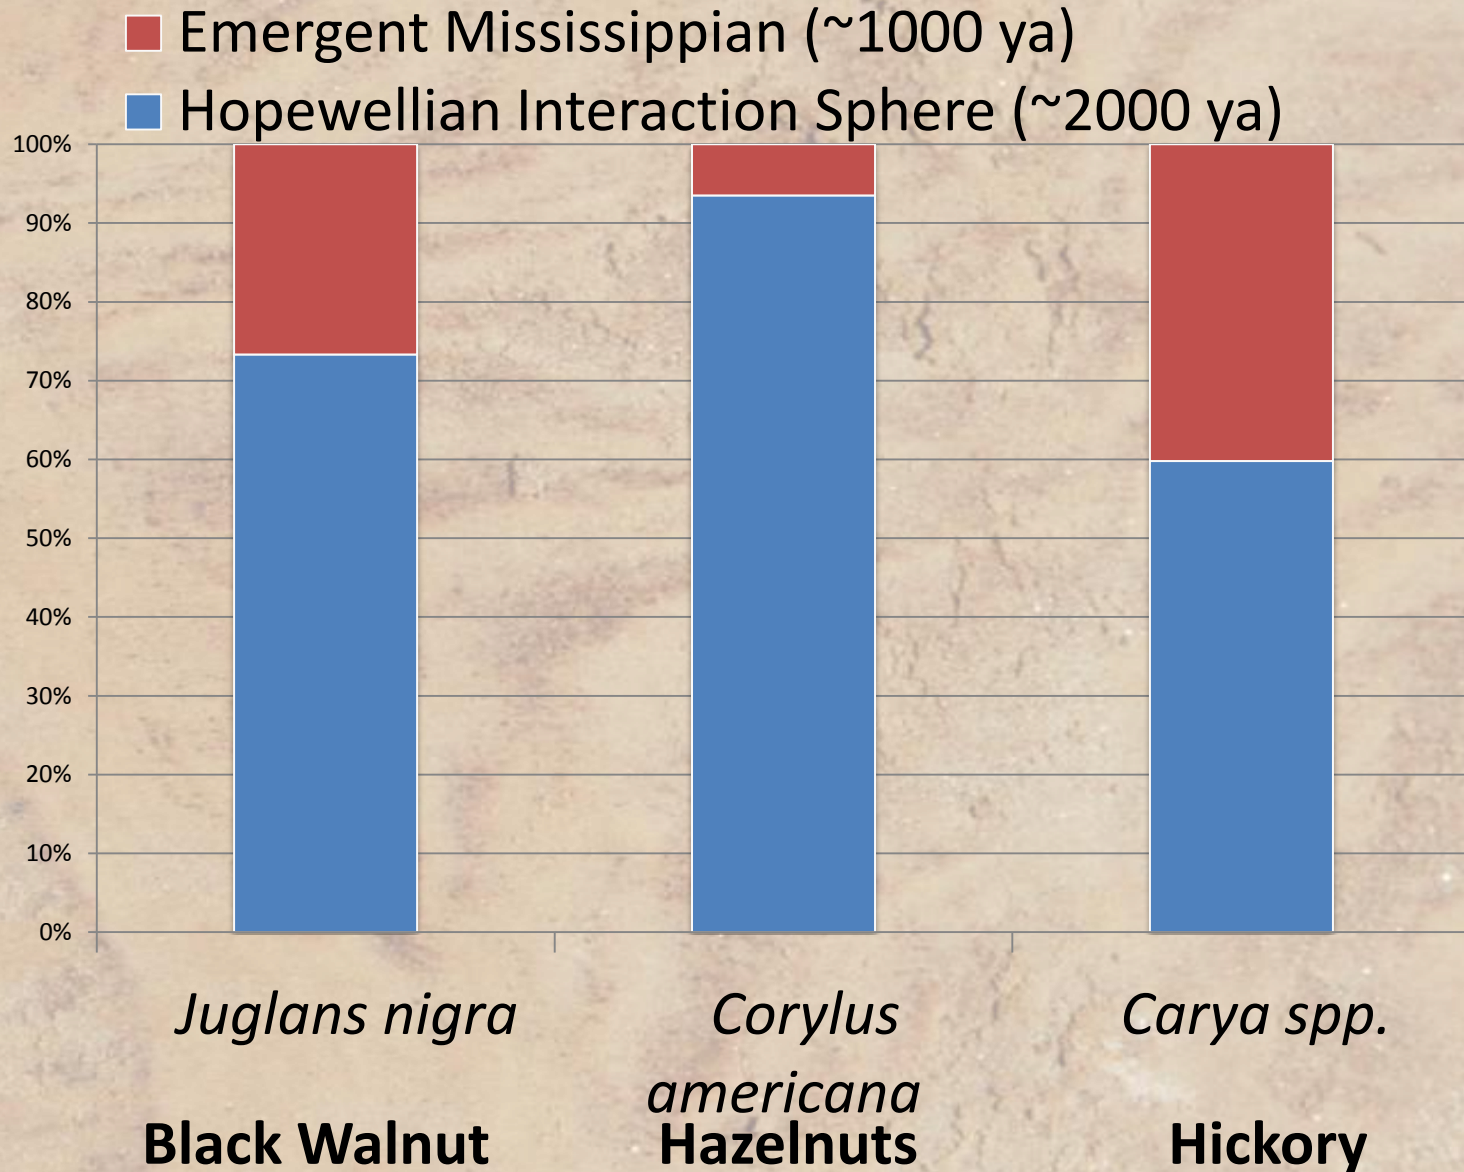 Emergent Mississippian (~1000 ya)
Hopewellian Interaction Sphere (~2000 ya)
100%
90%
80%
70%
60%
50%
40%
30%
20%
10%
0%
Juglans nigra
Corylus
americana
Carya spp.
Black Walnut
Hazelnuts
Hickory